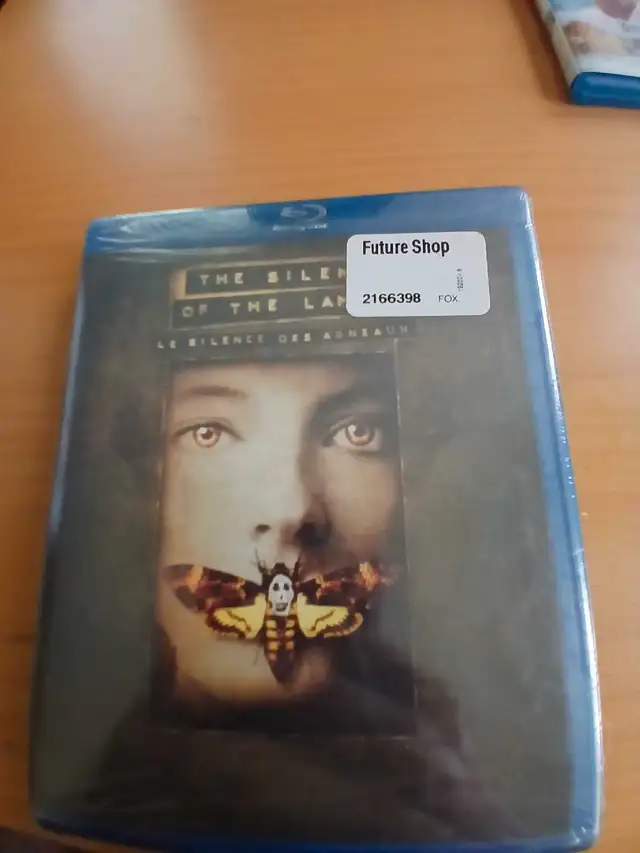 Future Shop
2166398 FOX
THE SILEN
OF THE LAM
LE SILENCE DES AGNEAUX